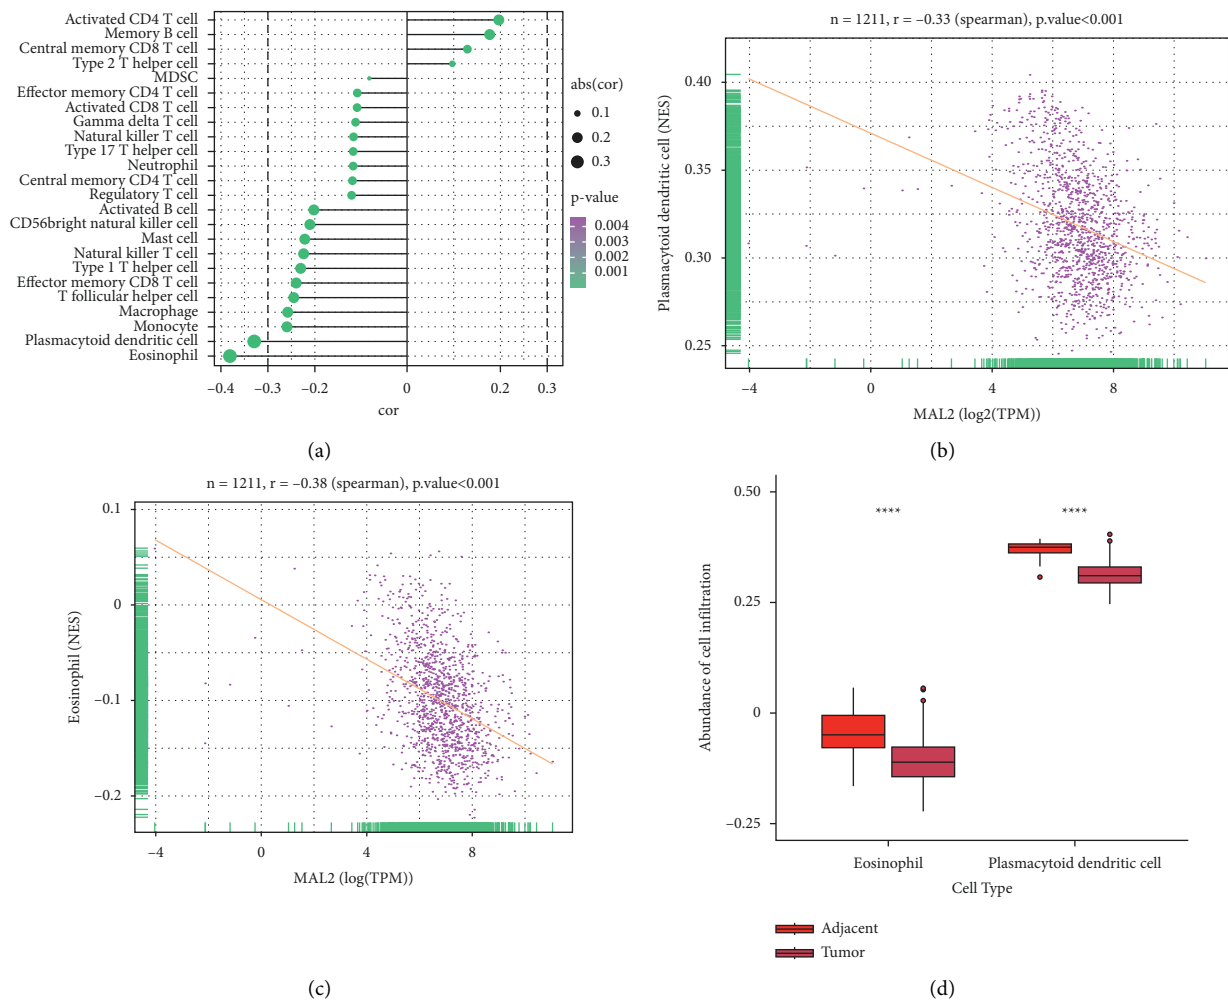 Activated CD4 T cell
Memory B cell
Central memory CD8 T cell
Type 2 T helper cell
MDSC
Effector memory CD4 T cell
Activated CD8 T cell
Gamma delta T cell
Natural killer T cell
Type 17 T helper cell
Neutrophil
Central memory CD4 T cell
Regulatory T cell
Activated B cell
CD56bright natural killer cell
Mast cell
Natural killer T cell
Type 1 T helper cell
Effector memory CD8 T cell
T follicular helper cell
Macrophage
Monocyte
Plasmacytoid dendritic cell
Eosinophil
−0.4 −0.3 −0.2 0 0.2 0.3
cor
abs(cor)
0.1
0.2
0.3
p-value
0.004
0.003
0.002
0.001
(a)
n = 1211, r = −0.33 (spearman), p.value<0.001
Plasmacytoid dendritic cell (NES)
0.40
0.35
0.30
0.25
−4 0 4 8
MAL2 (log2(TPM))
(b)
n = 1211, r = −0.38 (spearman), p.value<0.001
Eosinophil (NES)
0.1
0
−0.1
−0.2
−4 0 4 8
MAL2 (log(TPM))
(c)
Abundance of cell infiltration
0.50
0.25
0
−0.25
**** ****
Eosinophil Plasmacytoid dendritic cell
Cell Type
Adjacent
Tumor
(d)